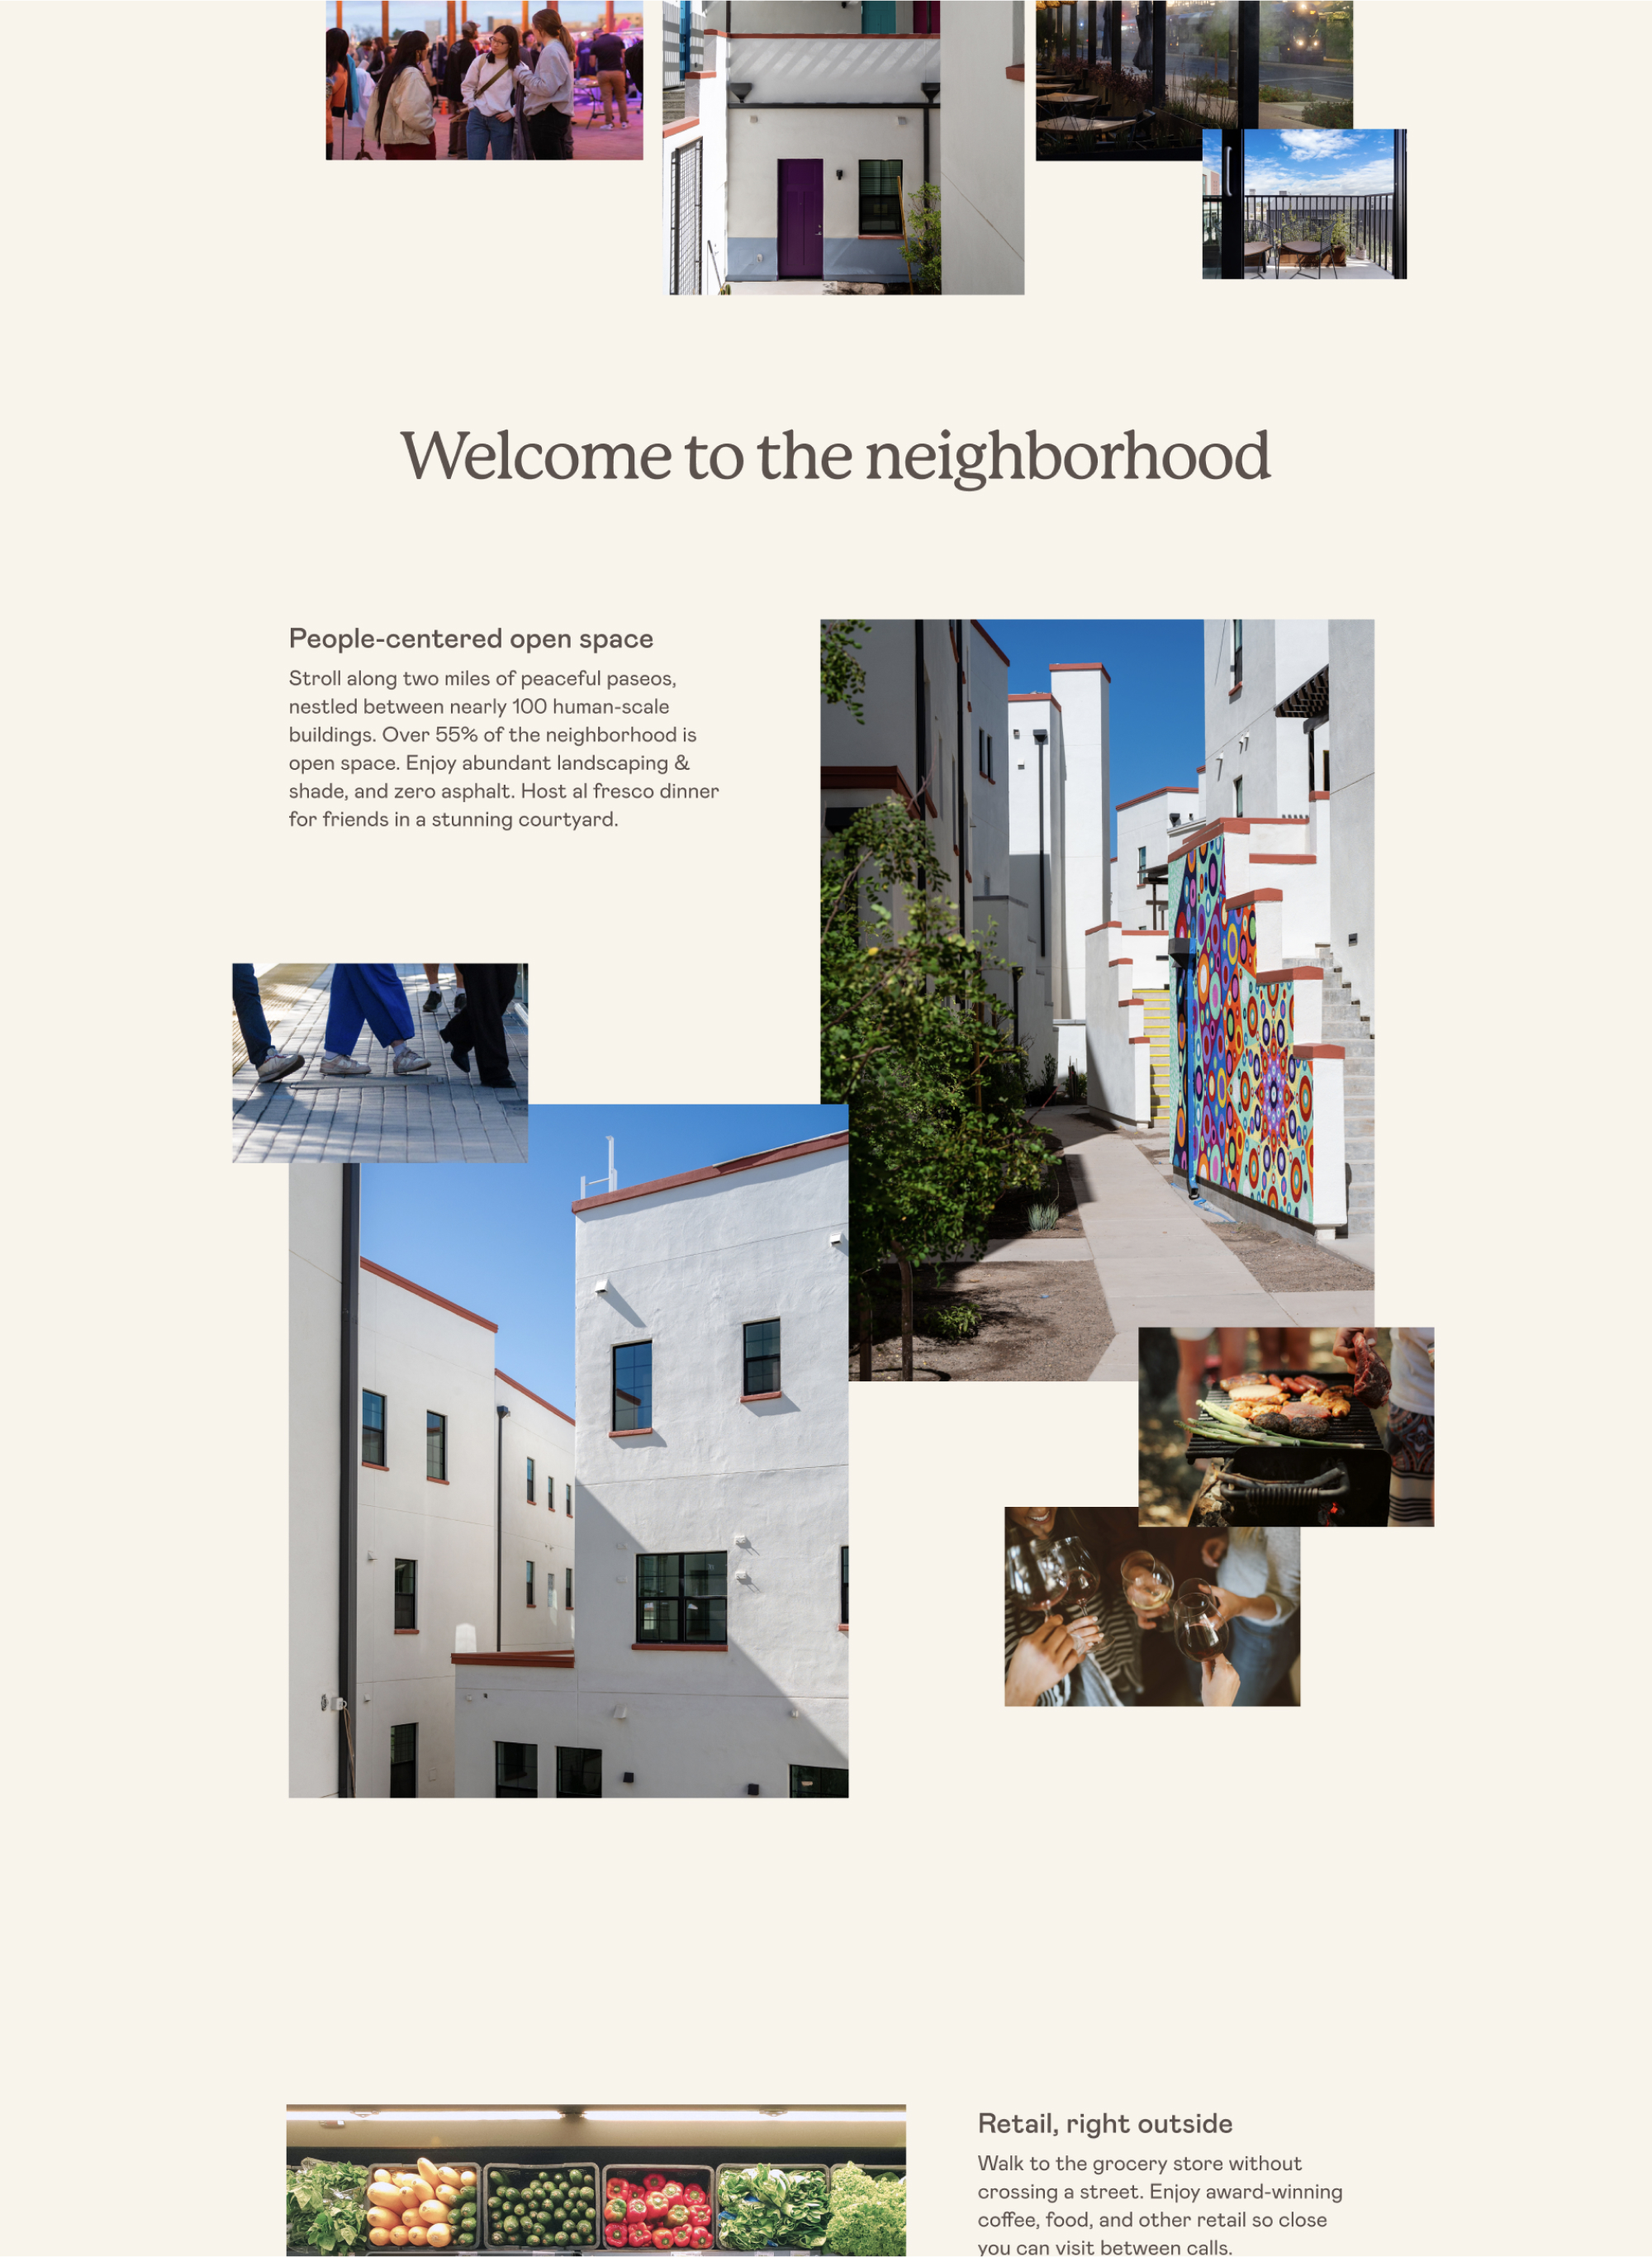 Welcome to the neighborhood
People-centered open space
Stroll along two miles of peaceful paseos,
nestled between nearly 100 human-scale
buildings. Over 55% of the neighborhood is
open space. Enjoy abundant landscaping &
shade, and zero asphalt. Host al fresco dinner
for friends in a stunning courtyard.
Retail, right outside
Walk to the grocery store without
crossing a street. Enjoy award-winning
coffee, food, and other retail so close
you can visit between calls.